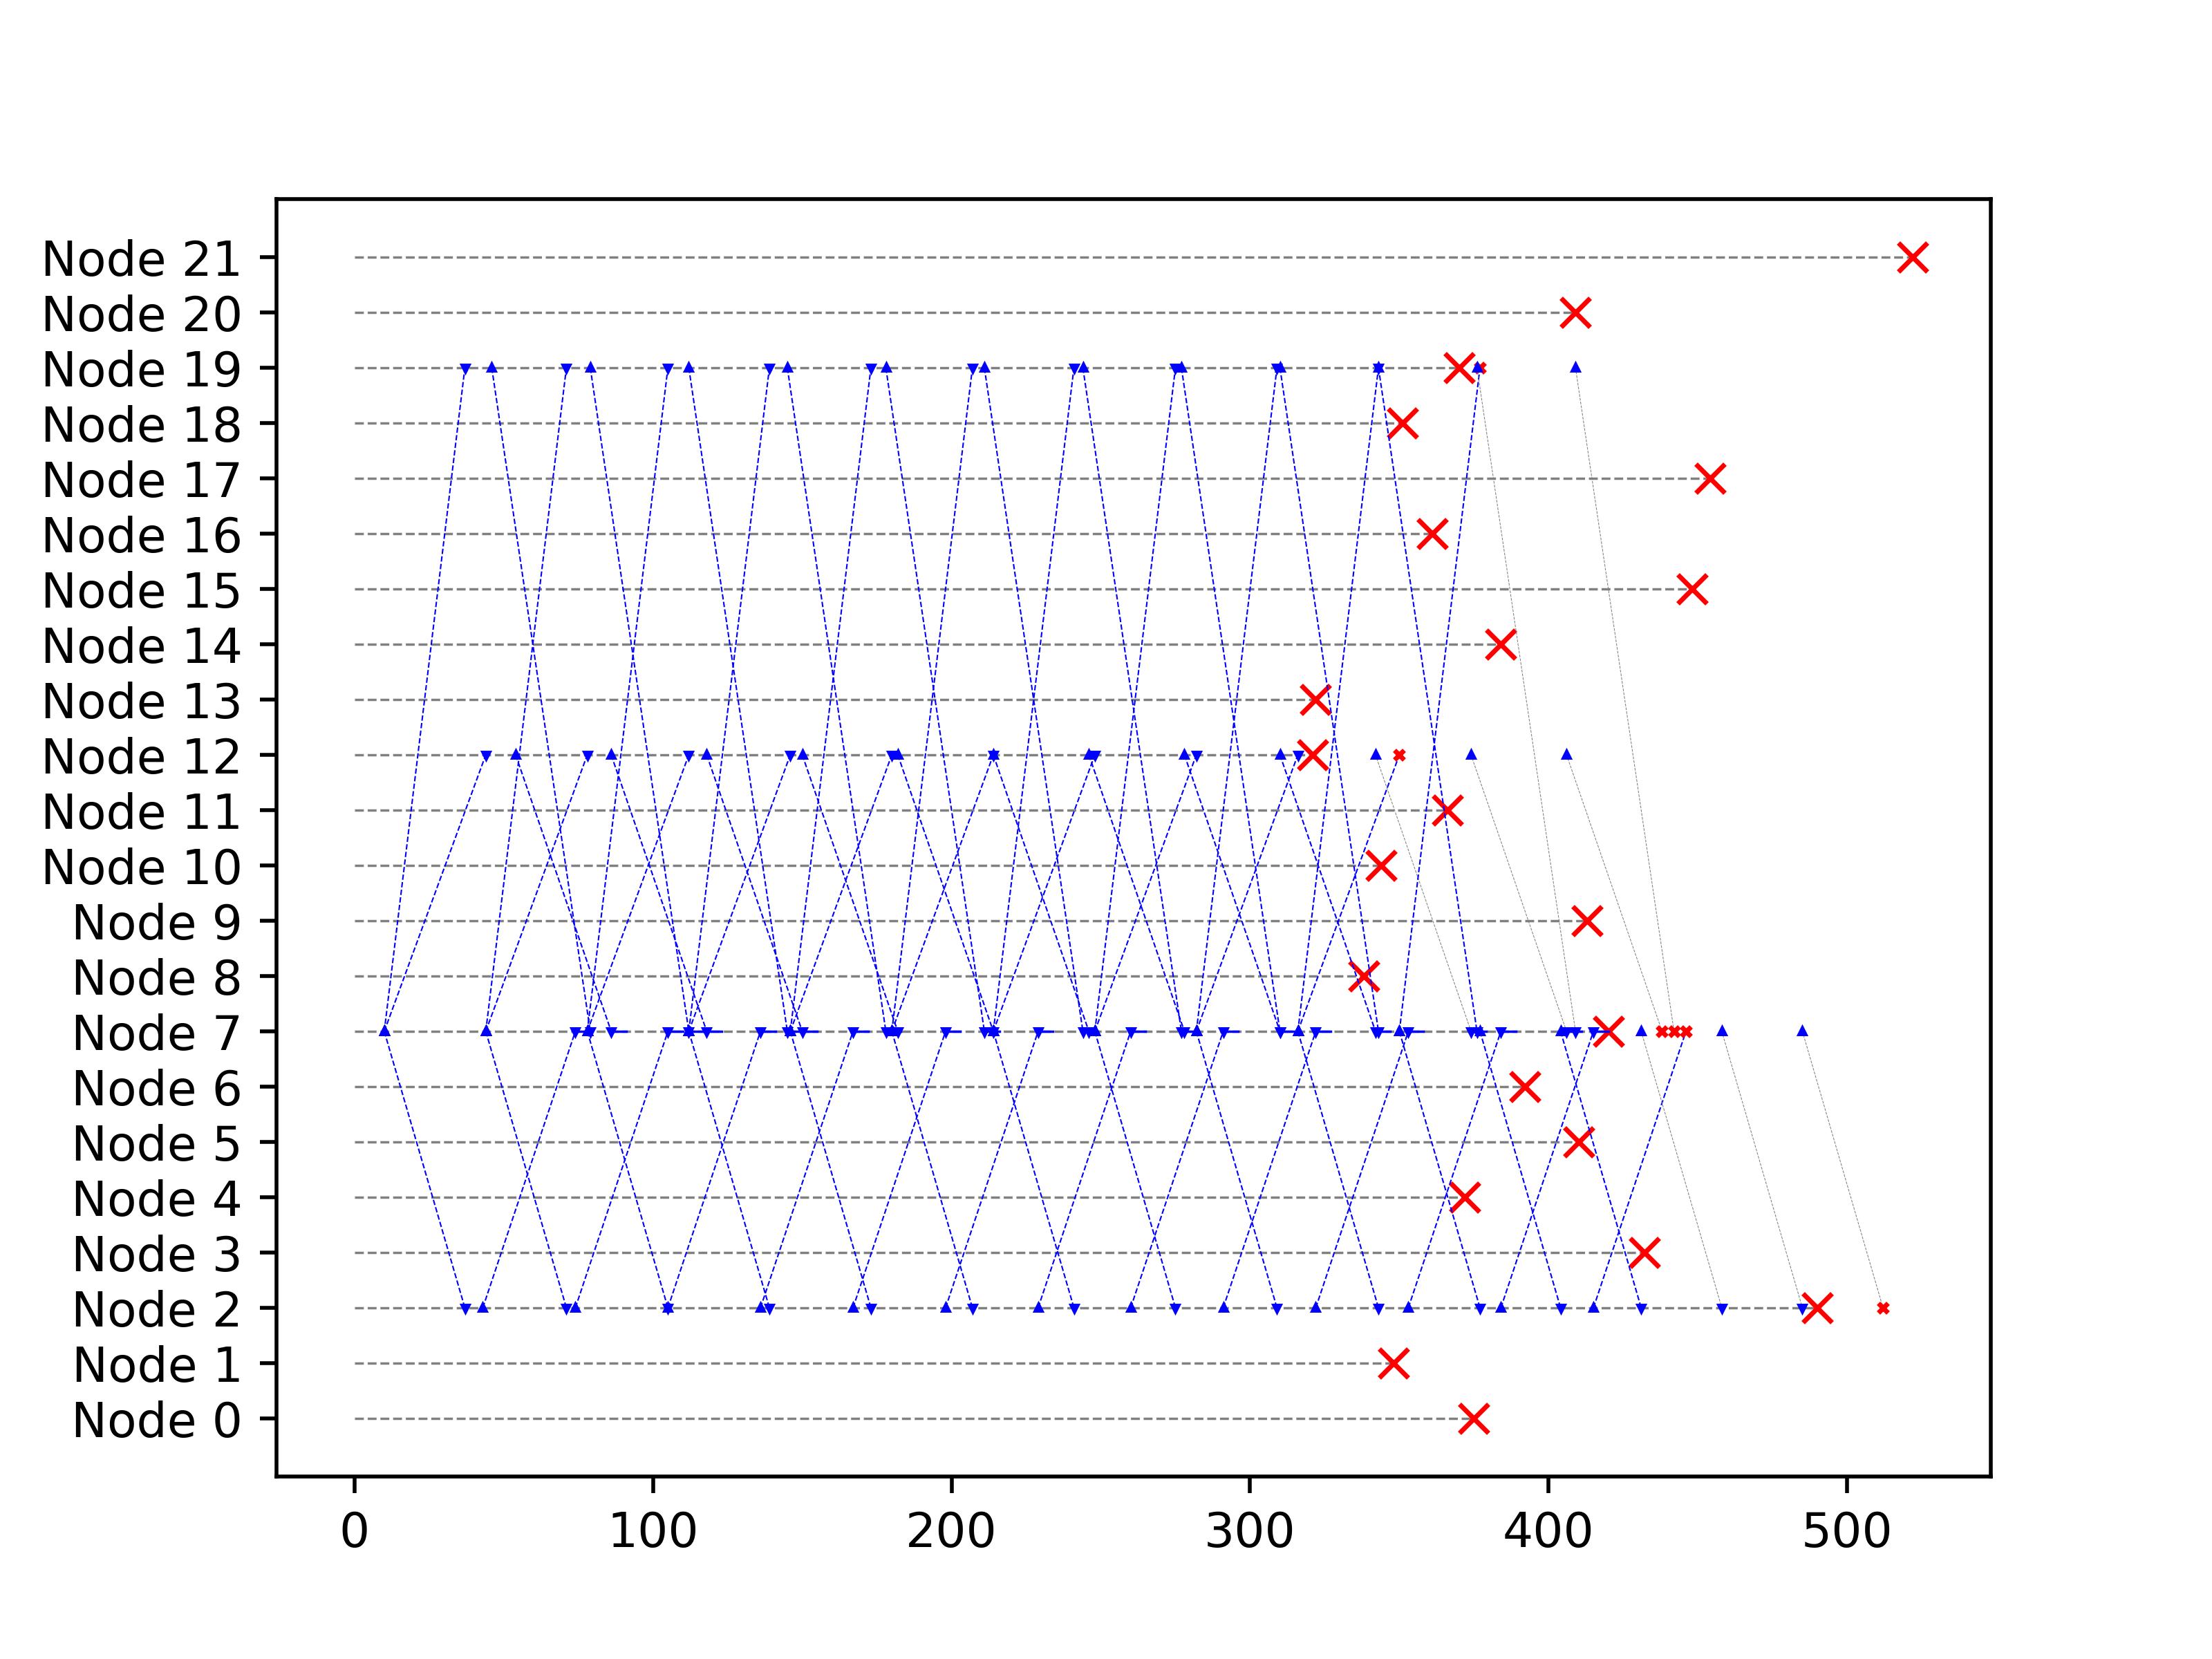 Node 21
Node 20
Node 19
Node 18
Node 17
Node 16
Node 15
Node 14
Node 13
Node 12
Node 11
Node 10
Node 9
Node 8
Node 7
Node 6
Node 5
Node 4
Node 3
Node 2
Node 1
Node 0
0 100 200 300 400 500